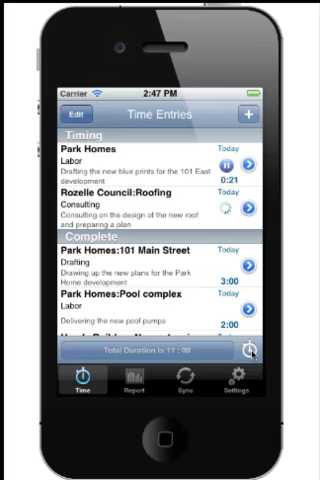 Carrier 2:47 PM
Edit Time Entries +
Timing
Park Homes Today
Labor
Drafting the new blue prints for the 101 East
development 0:21
Rozelle Council:Roofing Today
Consulting
Consulting on the design of the new roof
and preparing a plan
Complete
Park Homes:101 Main Street Today
Drafting
Drawing up the new plans for the Park
Home development 3:00
Park Homes:Pool complex Today
Labor
Delivering the new pool pumps 2:00
Total Duration is 11 : 00
Time Report Sync Settings